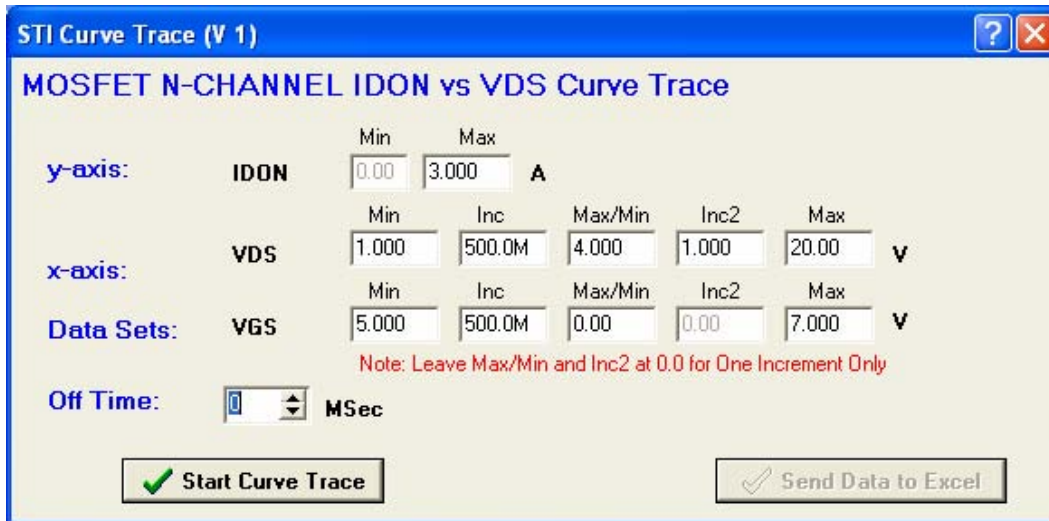 STI Curve Trace (V 1)
MOSFET N-CHANNEL IDON vs VDS Curve Trace
Min Max
y-axis: IDON 0.00 3.000 A
Min Inc Max/Min Inc2 Max
VDS 1.000 500.0M 4.000 1.000 20.00 V
x-axis:
Min Inc Max/Min Inc2 Max
Data Sets: VGS 5.000 500.0M 0.00 0.00 7.000 V
Note: Leave Max/Min and Inc2 at 0.0 for One Increment Only
Off Time: 0 MSec
Start Curve Trace Send Data to Excel